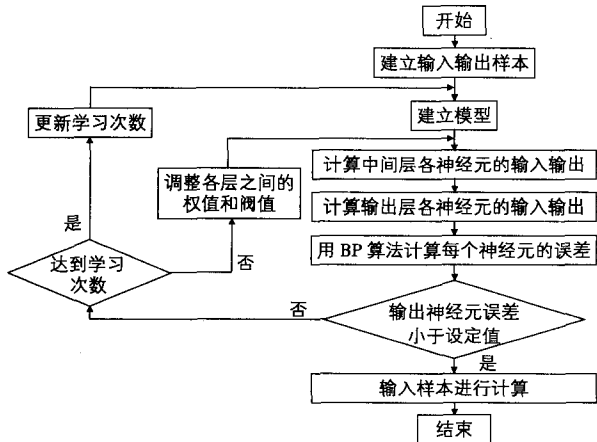 开始
建立输入输出样本
更新学习次数
建立模型
计算中间层各神经元的输入输出
调整各层之间的
权值和阀值
计算输出层各神经元的输入输出
是
用 BP 算法计算每个神经元的误差
达到学习
次数
否
否
输出神经元误差
小于设定值
是
输入样本进行计算
结束